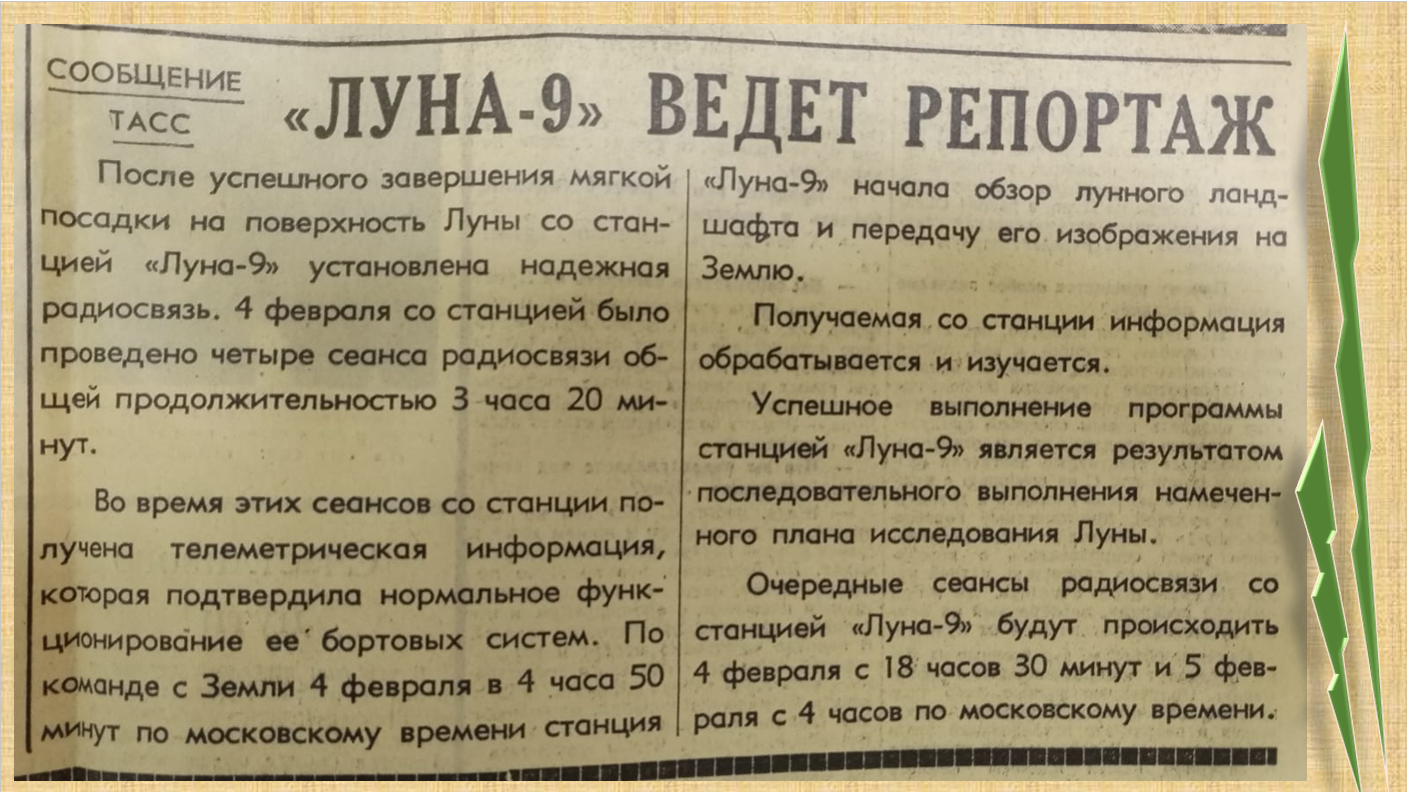 СООБЩЕНИЕ
ТАСС
«ЛУНА-9» ВЕДЕТ РЕПОРТАЖ
После успешного завершения мягкой
посадки на поверхность Луны со стан-
цией «Луна-9» установлена надежная
радиосвязь. 4 февраля со станцией было
проведено четыре сеанса радиосвязи об-
щей продолжительностью 3 часа 20 ми-
нут.
Во время этих сеансов со станции по-
лучена телеметрическая информация,
которая подтвердила нормальное функ-
ционирование ее бортовых систем. По
команде с Земли 4 февраля в 4 часа 50
минут по московскому времени станция
«Луна-9» начала обзор лунного ланд-
шафта и передачу его изображения на
Землю.
Получаемая со станции информация
обрабатывается и изучается.
Успешное выполнение программы
станцией «Луна-9» является результатом
последовательного выполнения намечен-
ного плана исследования Луны.
Очередные сеансы радиосвязи со
станцией «Луна-9» будут происходить
4 февраля с 18 часов 30 минут и 5 фев-
раля с 4 часов по московскому времени.